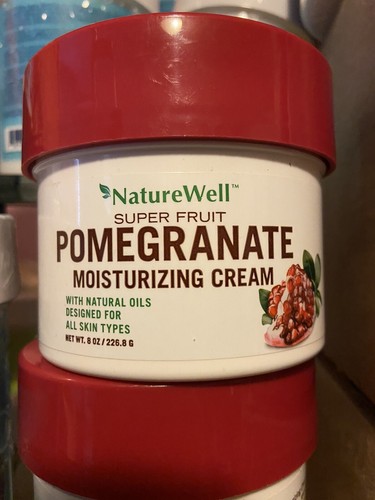 NatureWell™
SUPER FRUIT
POMEGRANATE
MOISTURIZING CREAM
WITH NATURAL OILS
DESIGNED FOR
ALL SKIN TYPES
NET WT. 8 OZ / 226.8 G